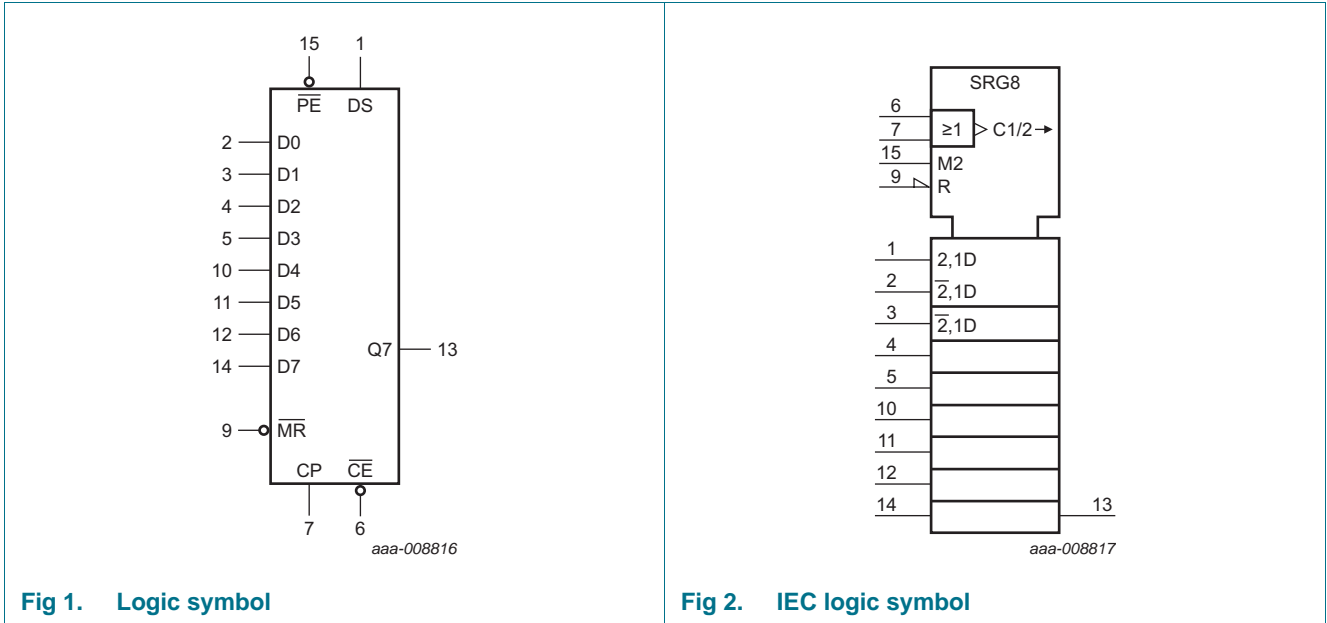 15 1
P̅E̅ DS
2 D0
3 D1
4 D2
5 D3
10 D4
11 D5
12 D6
Q7 13
14 D7
9 M̅R̅
CP C̅E̅
7 6
aaa-008816
Fig 1. Logic symbol
SRG8
6
7 ≥1 C1/2
15 M2
9 R
1 2,1D
2 2̅,1D
3 2̅,1D
4
5
10
11
12
14 13
aaa-008817
Fig 2. IEC logic symbol